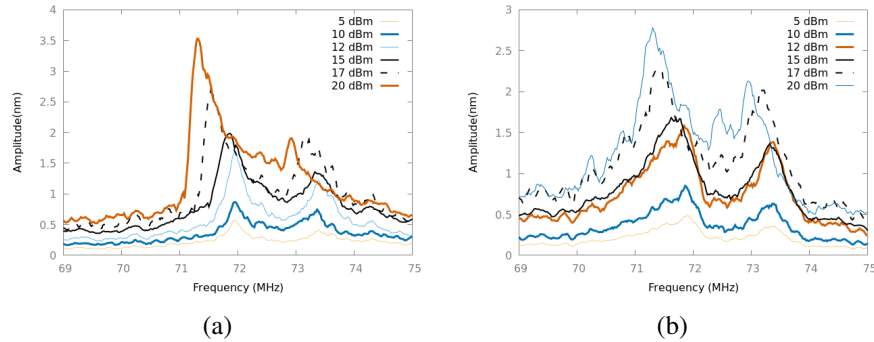 4
3.5
3
2.5
2
1.5
1
0.5
0
69 70 71 72 73 74 75
Amplitude(nm)
Frequency (MHz)
5 dBm
10 dBm
12 dBm
15 dBm
17 dBm
20 dBm
(a)
3
2.5
2
1.5
1
0.5
0
69 70 71 72 73 74 75
Amplitude(nm)
Frequency (MHz)
5 dBm
10 dBm
12 dBm
15 dBm
17 dBm
20 dBm
(b)